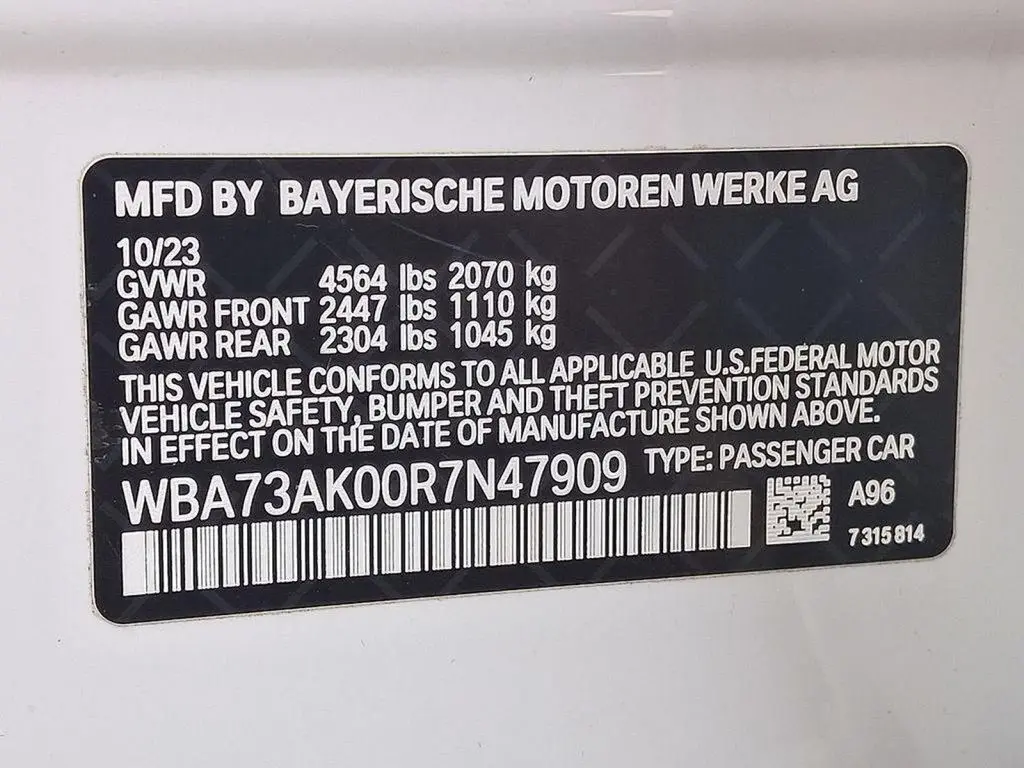 MFD BY BAYERISCHE MOTOREN WERKE AG
10/23
GVWR 4564 lbs 2070 kg
GAWR FRONT 2447 lbs 1110 kg
GAWR REAR 2304 lbs 1045 kg
THIS VEHICLE CONFORMS TO ALL APPLICABLE U.S.FEDERAL MOTOR
VEHICLE SAFETY, BUMPER AND THEFT PREVENTION STANDARDS
IN EFFECT ON THE DATE OF MANUFACTURE SHOWN ABOVE.
WBA73AK00R7N47909 TYPE: PASSENGER CAR
A96
7315814